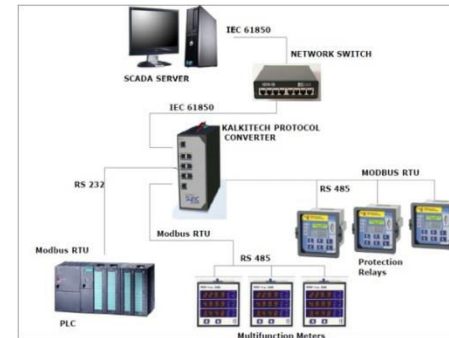 IEC 61850
NETWORK SWITCH
SCADA SERVER
IEC 61850
KALKITECH PROTOCOL
CONVERTER
RS 232
MODBUS RTU
RS 485
Modbus RTU
Modbus RTU
Protection
Relays
RS 485
PLC
Multifunction Meters